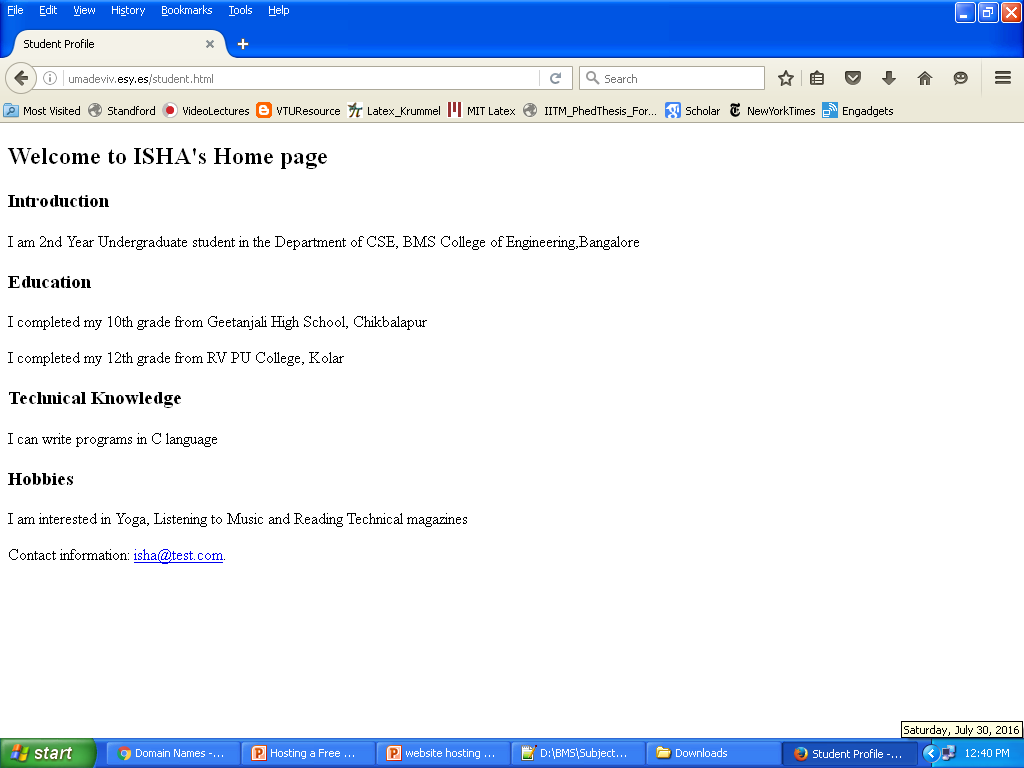 File Edit View History Bookmarks Tools Help
Student Profile
umadeviv.esy.es/student.html
Search
Most Visited Standford VideoLectures VTUResource Latex_Krummel MIT Latex IITM_PhedThesis_For... Scholar NewYorkTimes Engadgets
Welcome to ISHA's Home page
Introduction
I am 2nd Year Undergraduate student in the Department of CSE, BMS College of Engineering,Bangalore
Education
I completed my 10th grade from Geetanjali High School, Chikbalapur
I completed my 12th grade from RV PU College, Kolar
Technical Knowledge
I can write programs in C language
Hobbies
I am interested in Yoga, Listening to Music and Reading Technical magazines
Contact information: isha@test.com.
Saturday, July 30, 2016
start Domain Names -... Hosting a Free ... website hosting ... D:\BMS\Subject... Downloads Student Profile -... 12:40 PM